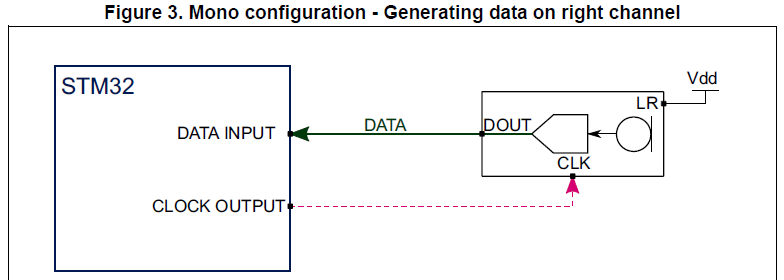 Figure 3. Mono configuration - Generating data on right channel
STM32
Vdd
LR
DATA INPUT
DATA
DOUT
CLK
CLOCK OUTPUT